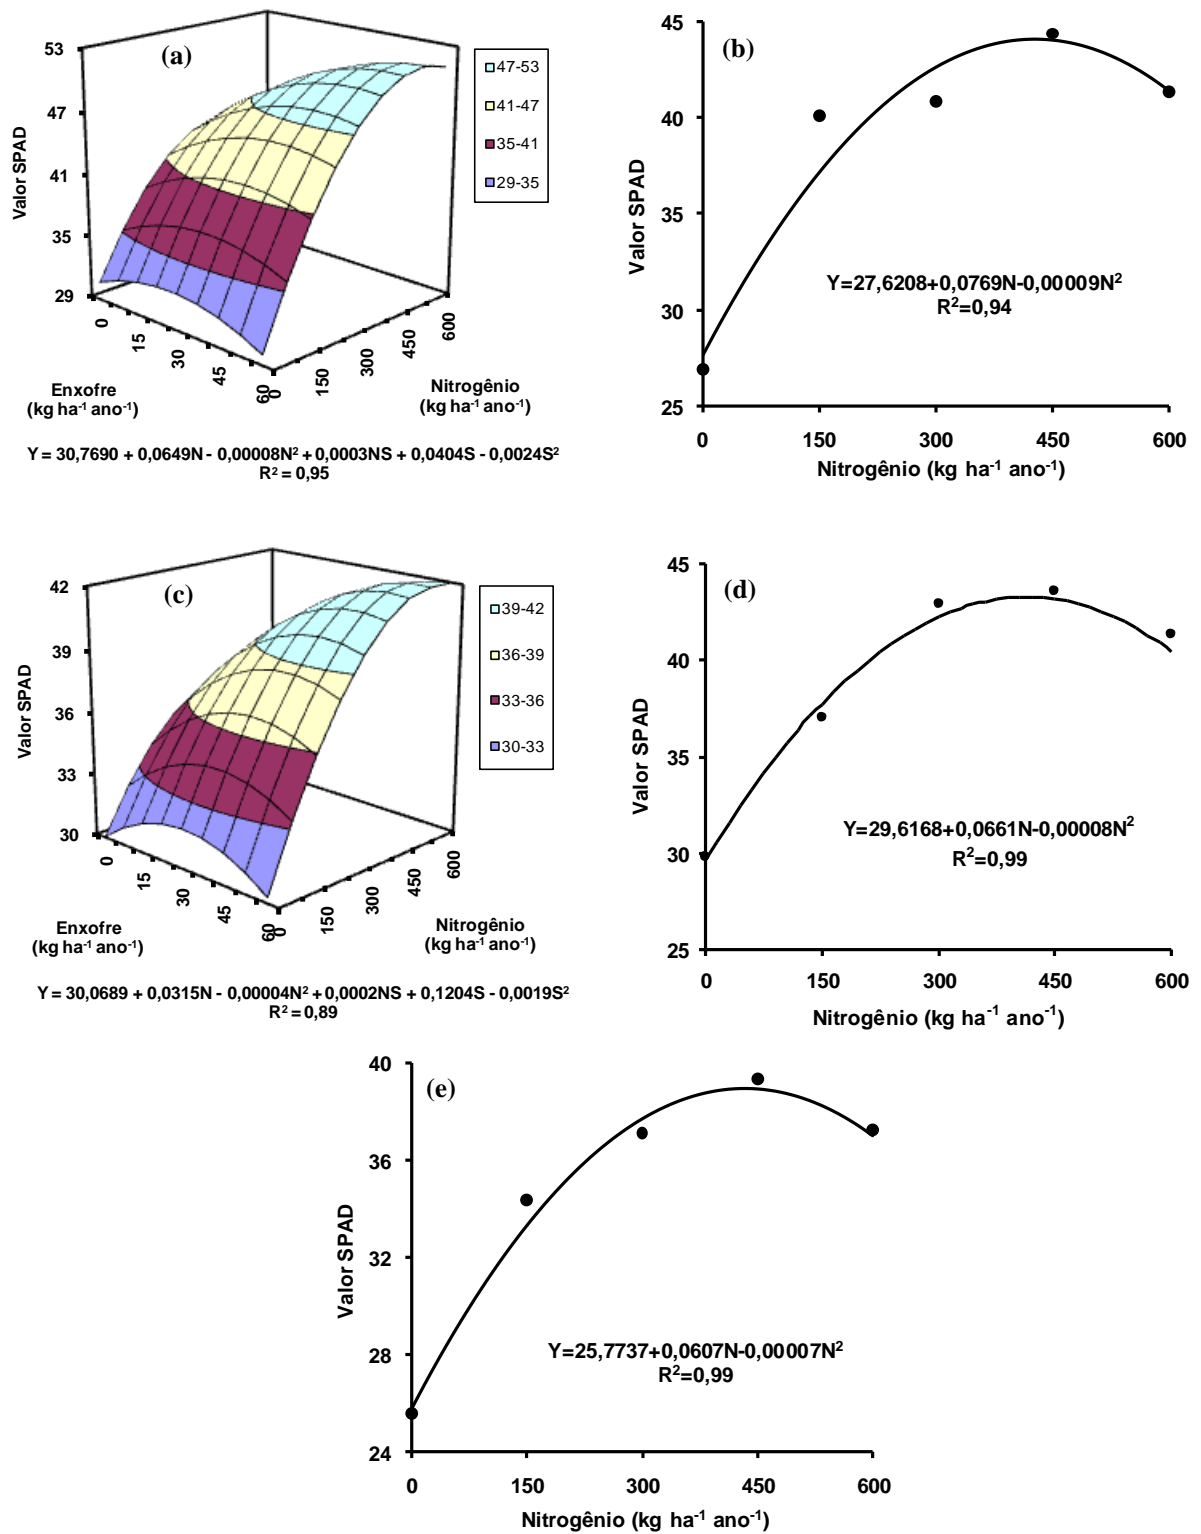 (a)
53
47
41
35
29
Valor SPAD
0
15
30
45
60
0
150
300
450
600
Enxofre
(kg ha⁻¹ ano⁻¹)
Nitrogênio
(kg ha⁻¹ ano⁻¹)
47-53
41-47
35-41
29-35
Y = 30,7690 + 0,0649N - 0,00008N² + 0,0003NS + 0,0404S - 0,0024S²
R² = 0,95
(b)
45
40
35
30
25
Valor SPAD
Y=27,6208+0,0769N-0,00009N²
R²=0,94
0 150 300 450 600
Nitrogênio (kg ha⁻¹ ano⁻¹)
(c)
42
39
36
33
30
Valor SPAD
0
15
30
45
60
0
150
300
450
600
Enxofre
(kg ha⁻¹ ano⁻¹)
Nitrogênio
(kg ha⁻¹ ano⁻¹)
39-42
36-39
33-36
30-33
Y = 30,0689 + 0,0315N - 0,00004N² + 0,0002NS + 0,1204S - 0,0019S²
R² = 0,89
(d)
45
40
35
30
25
Valor SPAD
Y=29,6168+0,0661N-0,00008N²
R²=0,99
0 150 300 450 600
Nitrogênio (kg ha⁻¹ ano⁻¹)
(e)
40
36
32
28
24
Valor SPAD
Y=25,7737+0,0607N-0,00007N²
R²=0,99
0 150 300 450 600
Nitrogênio (kg ha⁻¹ ano⁻¹)